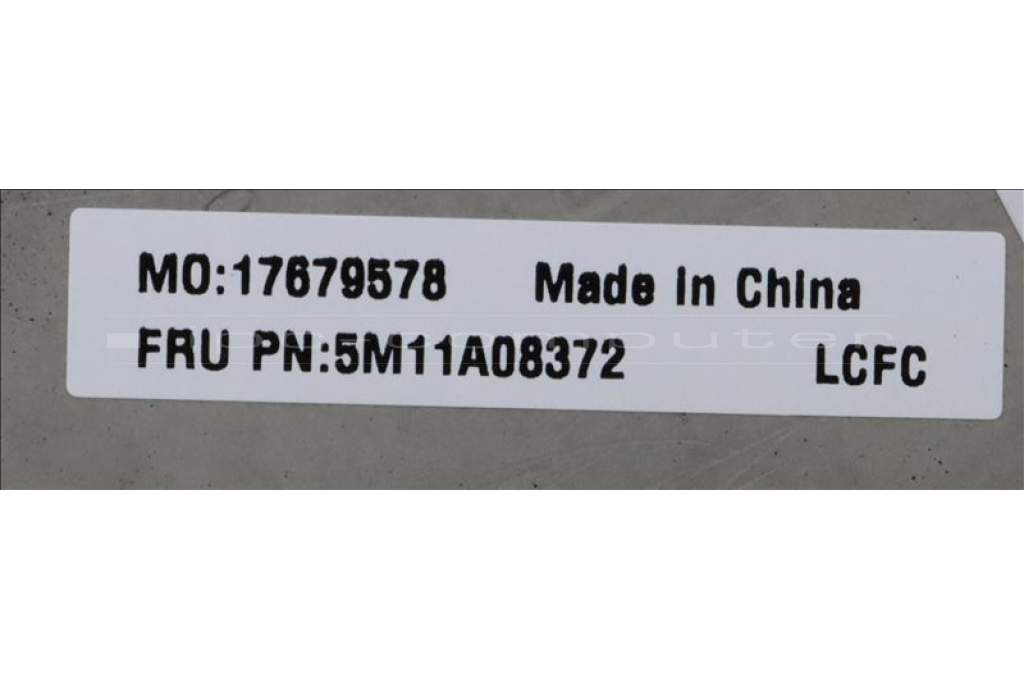 MO:17679578 Made In China
FRU PN:5M11A08372 LCFC